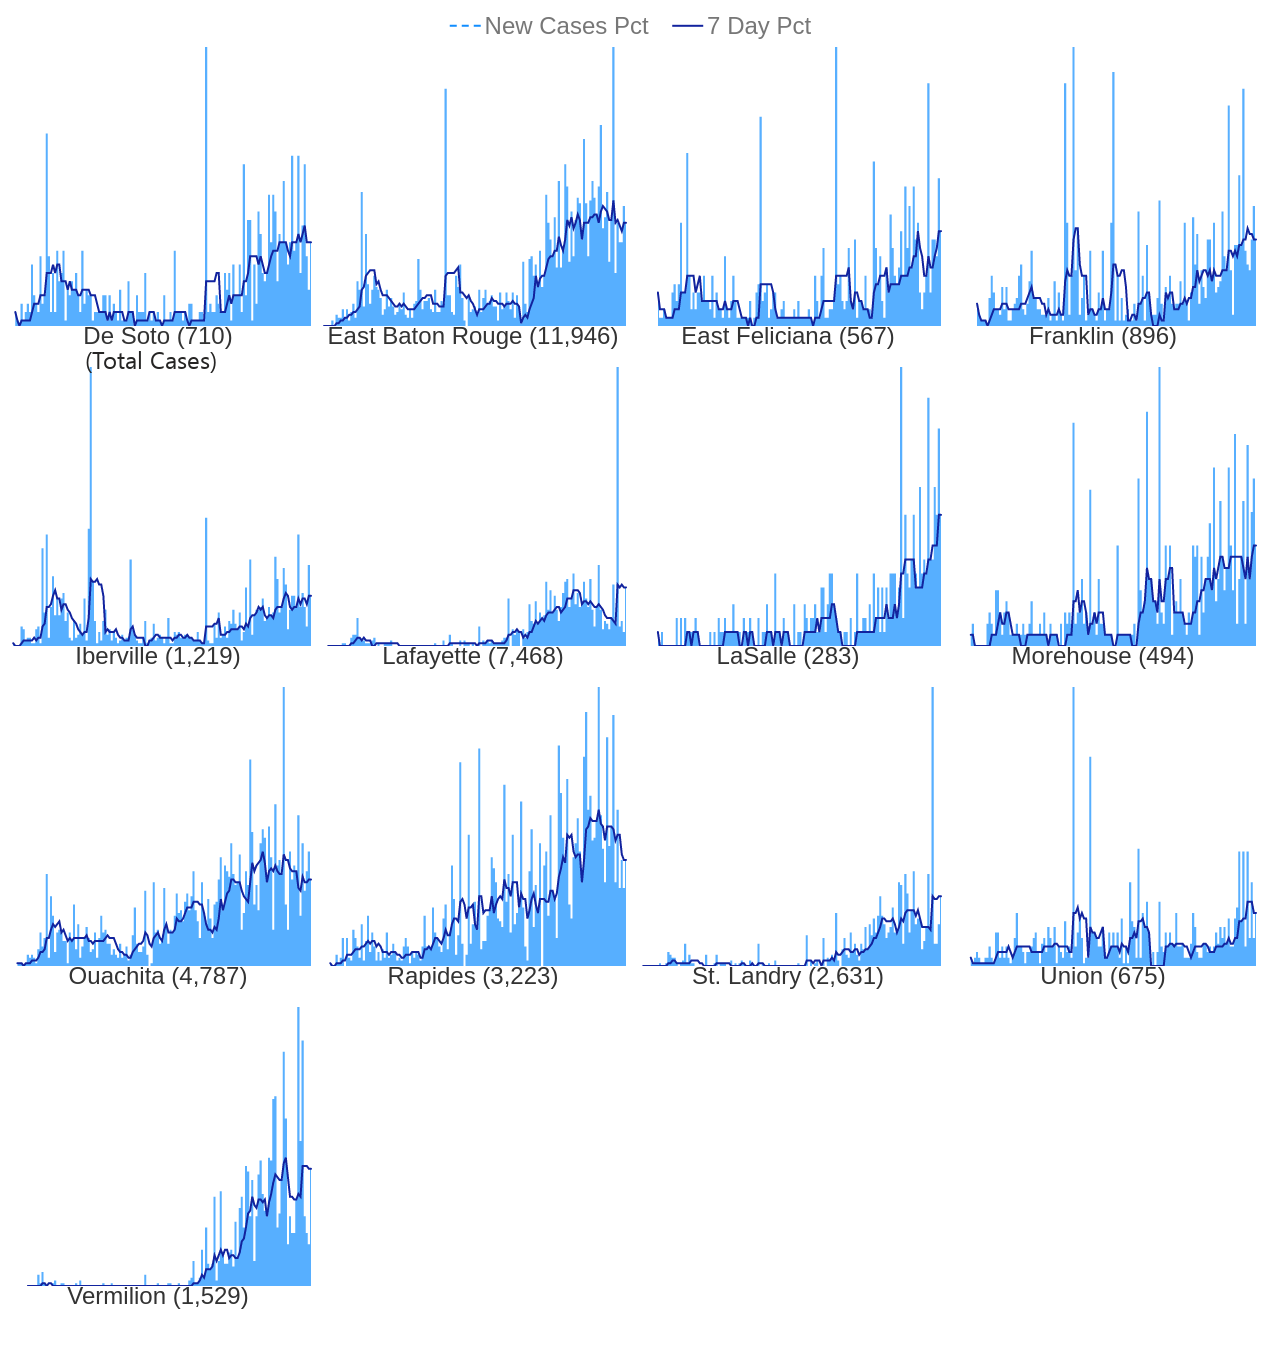 New Cases Pct 7 Day Pct
De Soto (710) East Baton Rouge (11,946) East Feliciana (567) Franklin (896)
(Total Cases)
Iberville (1,219) Lafayette (7,468) LaSalle (283) Morehouse (494)
Ouachita (4,787) Rapides (3,223) St. Landry (2,631) Union (675)
Vermilion (1,529)